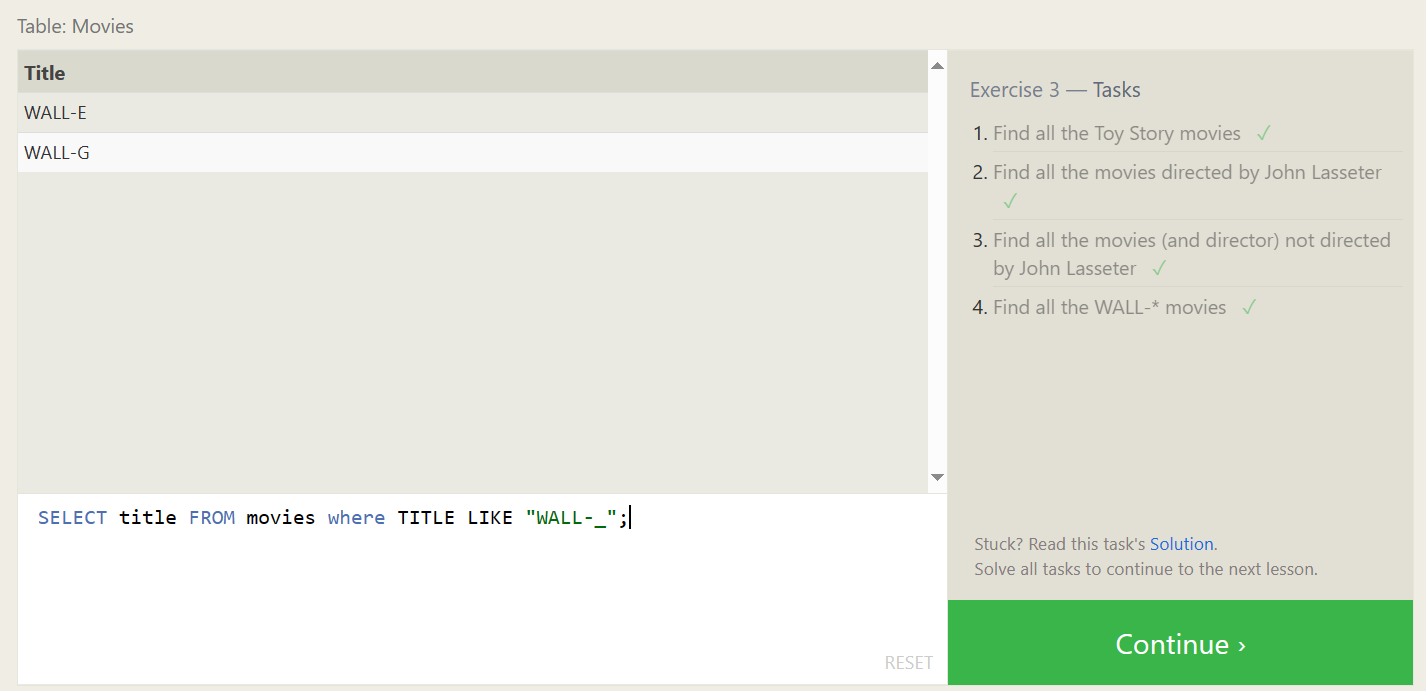 Table: Movies
Title
WALL-E
WALL-G
SELECT title FROM movies where TITLE LIKE "WALL-_";
RESET
Exercise 3 — Tasks
1. Find all the Toy Story movies ✓
2. Find all the movies directed by John Lasseter
✓
3. Find all the movies (and director) not directed
by John Lasseter ✓
4. Find all the WALL-* movies ✓
Stuck? Read this task's Solution.
Solve all tasks to continue to the next lesson.
Continue ›